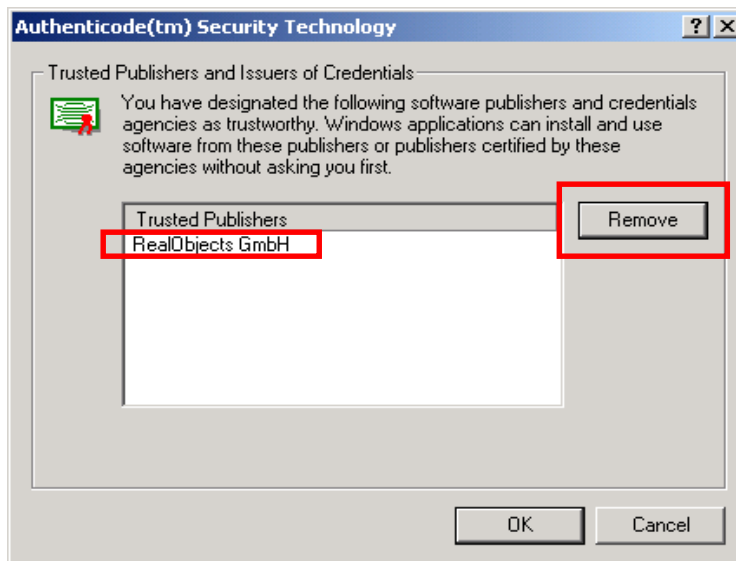 Authenticode(tm) Security Technology
Trusted Publishers and Issuers of Credentials
You have designated the following software publishers and credentials
agencies as trustworthy. Windows applications can install and use
software from these publishers or publishers certified by these
agencies without asking you first.
Trusted Publishers
Remove
RealObjects GmbH
OK
Cancel